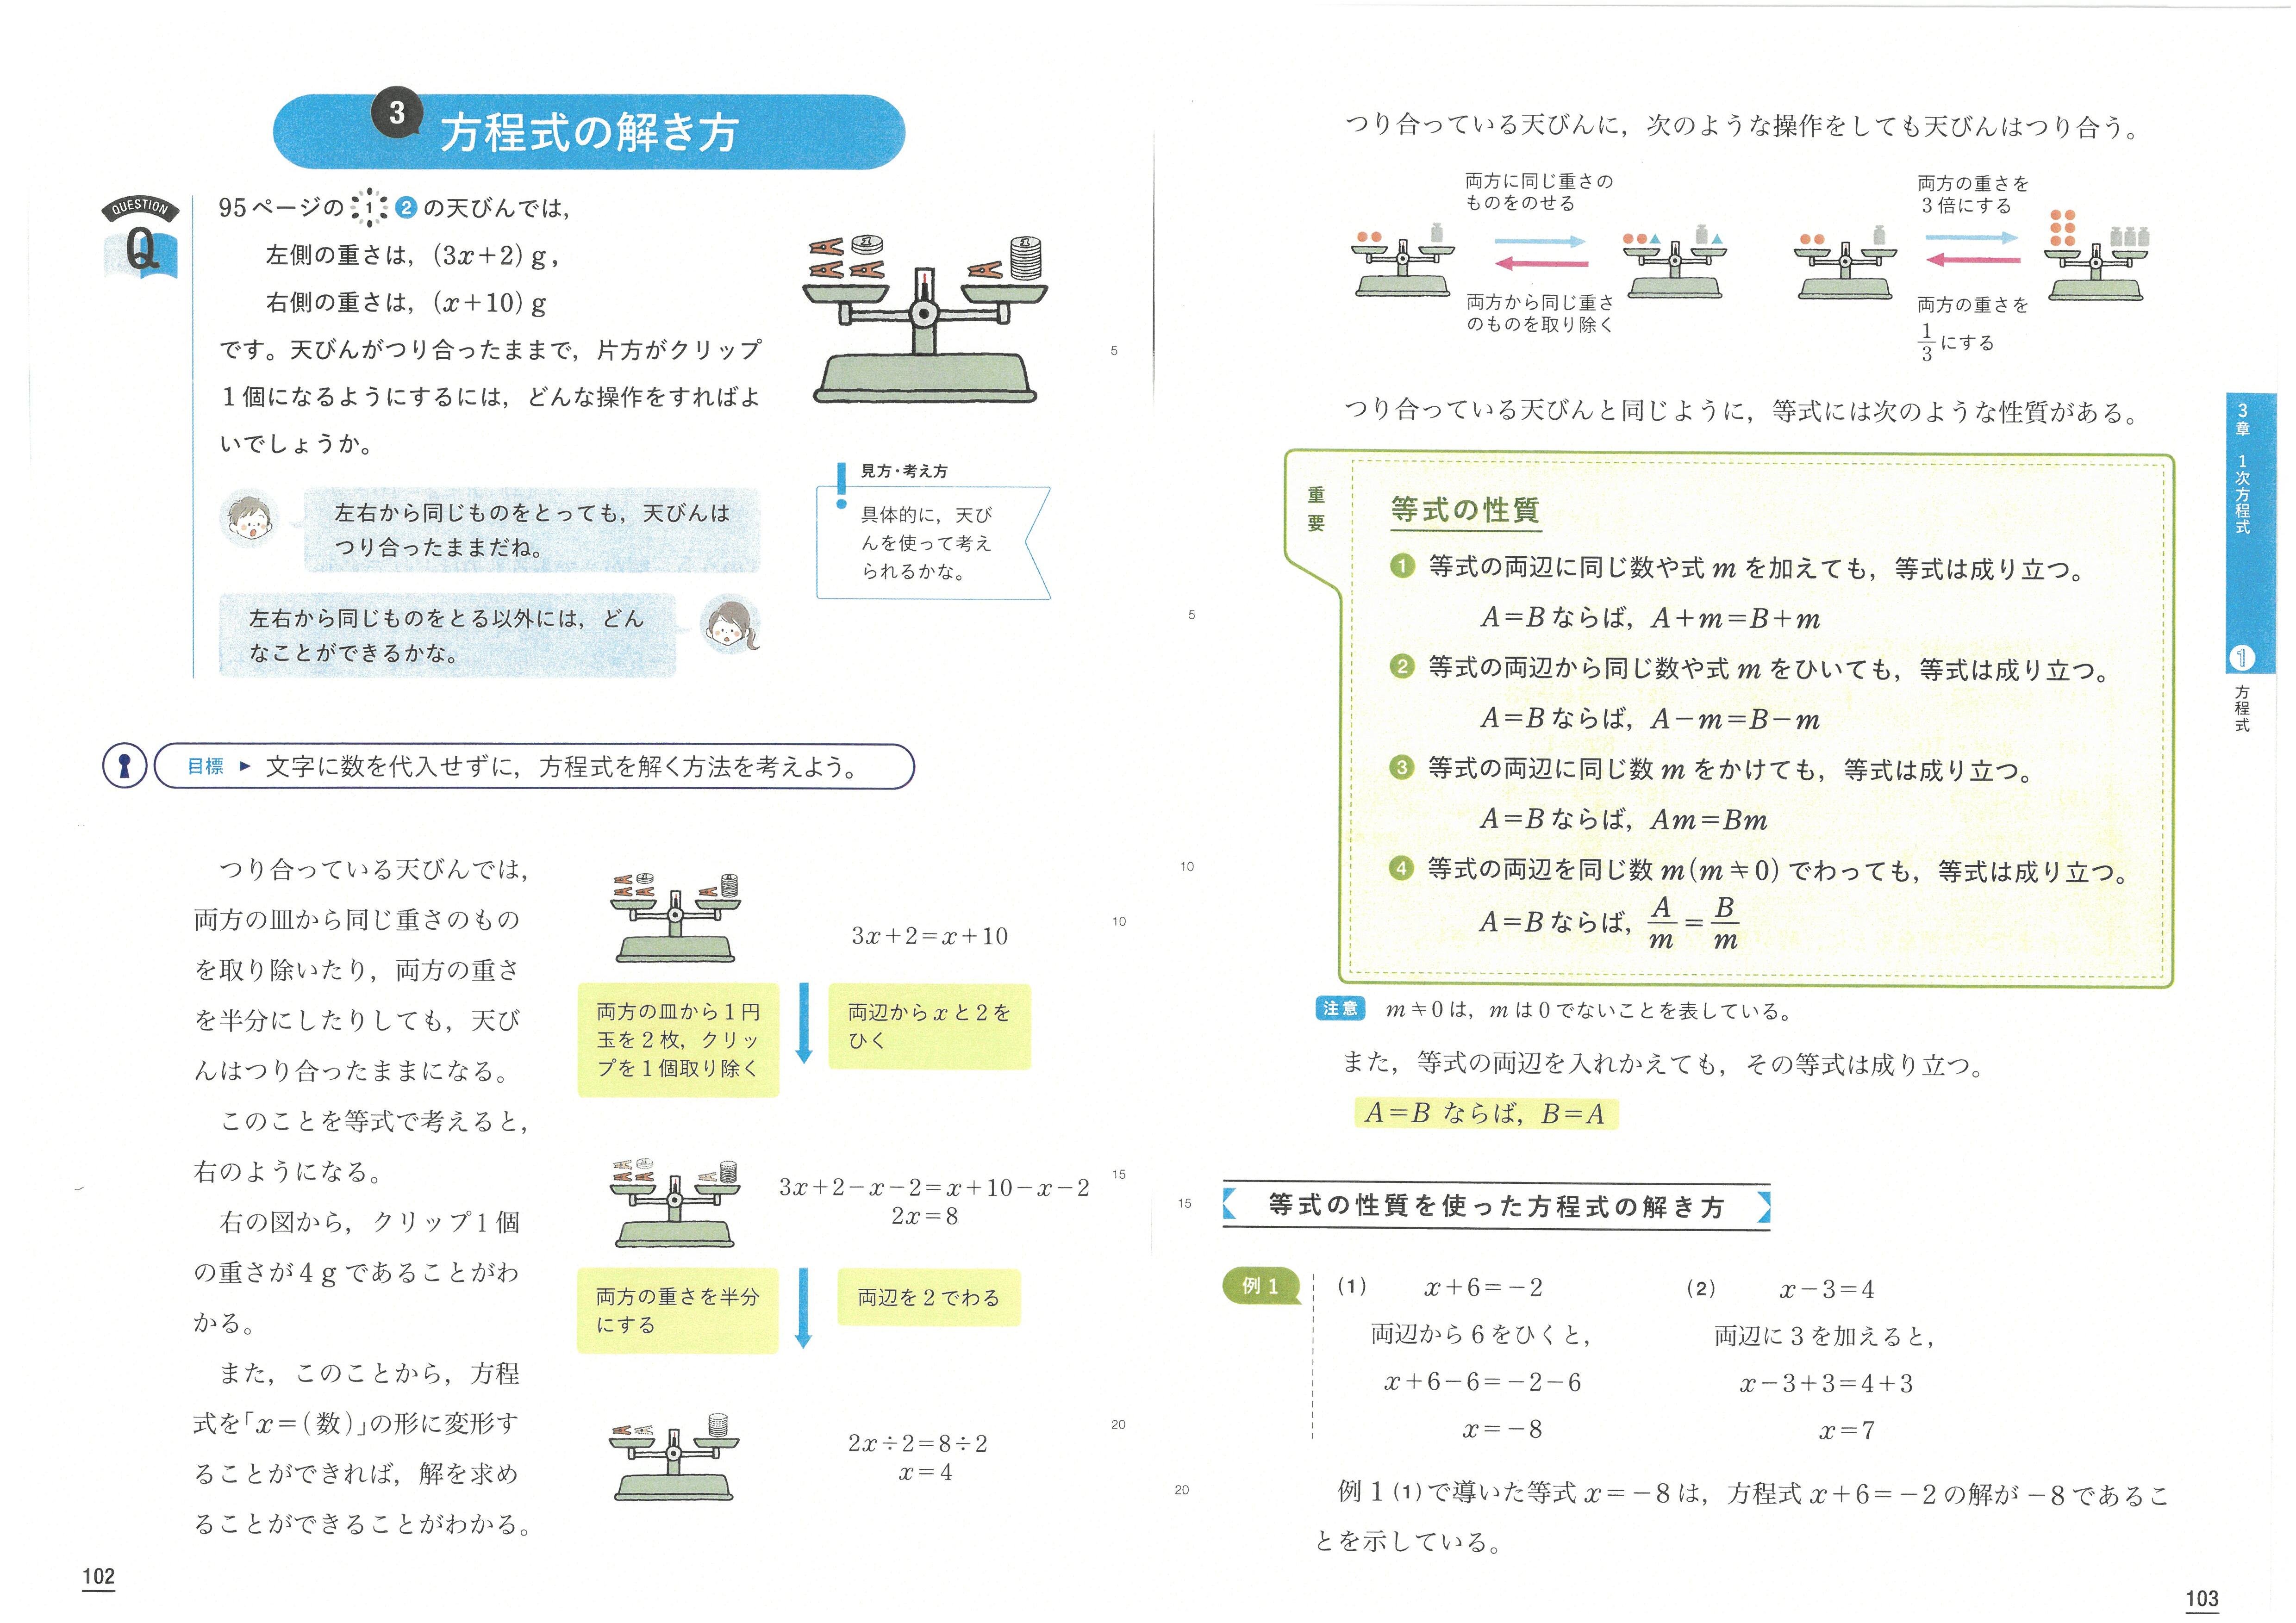 3 方程式の解き方
QUESTION
Q
95ページの 1 2 の天びんでは，
左側の重さは，(3x＋2) g，
右側の重さは，(x＋10) g
です。天びんがつり合ったままで，片方がクリップ
1個になるようにするには，どんな操作をすればよ
いでしょうか。
左右から同じものをとっても，天びんは
つり合ったままだね。
左右から同じものをとる以外には，どん
なことができるかな。
見方・考え方
具体的に，天び
んを使って考え
られるかな。
5
目標 ▶ 文字に数を代入せずに，方程式を解く方法を考えよう。
つり合っている天びんでは，
両方の皿から同じ重さのもの
を取り除いたり，両方の重さ
を半分にしたりしても，天び
んはつり合ったままになる。
このことを等式で考えると，
右のようになる。
右の図から，クリップ1個
の重さが4gであることがわ
かる。
また，このことから，方程
式を「x＝(数)」の形に変形す
ることができれば，解を求め
ることができることがわかる。
3x＋2＝x＋10
10
両方の皿から1円
玉を2枚，クリッ
プを1個取り除く
両辺からxと2を
ひく
3x＋2－x－2＝x＋10－x－2
2x＝8
15
両方の重さを半分
にする
両辺を2でわる
2x÷2＝8÷2
x＝4
20
102
つり合っている天びんに，次のような操作をしても天びんはつり合う。
両方に同じ重さの
ものをのせる
両方から同じ重さ
のものを取り除く
両方の重さを
3倍にする
両方の重さを
1/3にする
つり合っている天びんと同じように，等式には次のような性質がある。
重要
等式の性質
1 等式の両辺に同じ数や式 m を加えても，等式は成り立つ。
A＝B ならば，A＋m＝B＋m
5
2 等式の両辺から同じ数や式 m をひいても，等式は成り立つ。
A＝B ならば，A－m＝B－m
3 等式の両辺に同じ数 m をかけても，等式は成り立つ。
A＝B ならば，Am＝Bm
4 等式の両辺を同じ数 m(m≠0) でわっても，等式は成り立つ。
10
A＝B ならば，A/m＝B/m
注意 m≠0は，mは0でないことを表している。
また，等式の両辺を入れかえても，その等式は成り立つ。
A＝B ならば，B＝A
15
等式の性質を使った方程式の解き方
例1
(1) x＋6＝－2
両辺から6をひくと，
x＋6－6＝－2－6
x＝－8
(2) x－3＝4
両辺に3を加えると，
x－3＋3＝4＋3
x＝7
20
例1(1)で導いた等式x＝－8は，方程式x＋6＝－2の解が－8であるこ
とを示している。
3章 1次方程式
1
方程式
103